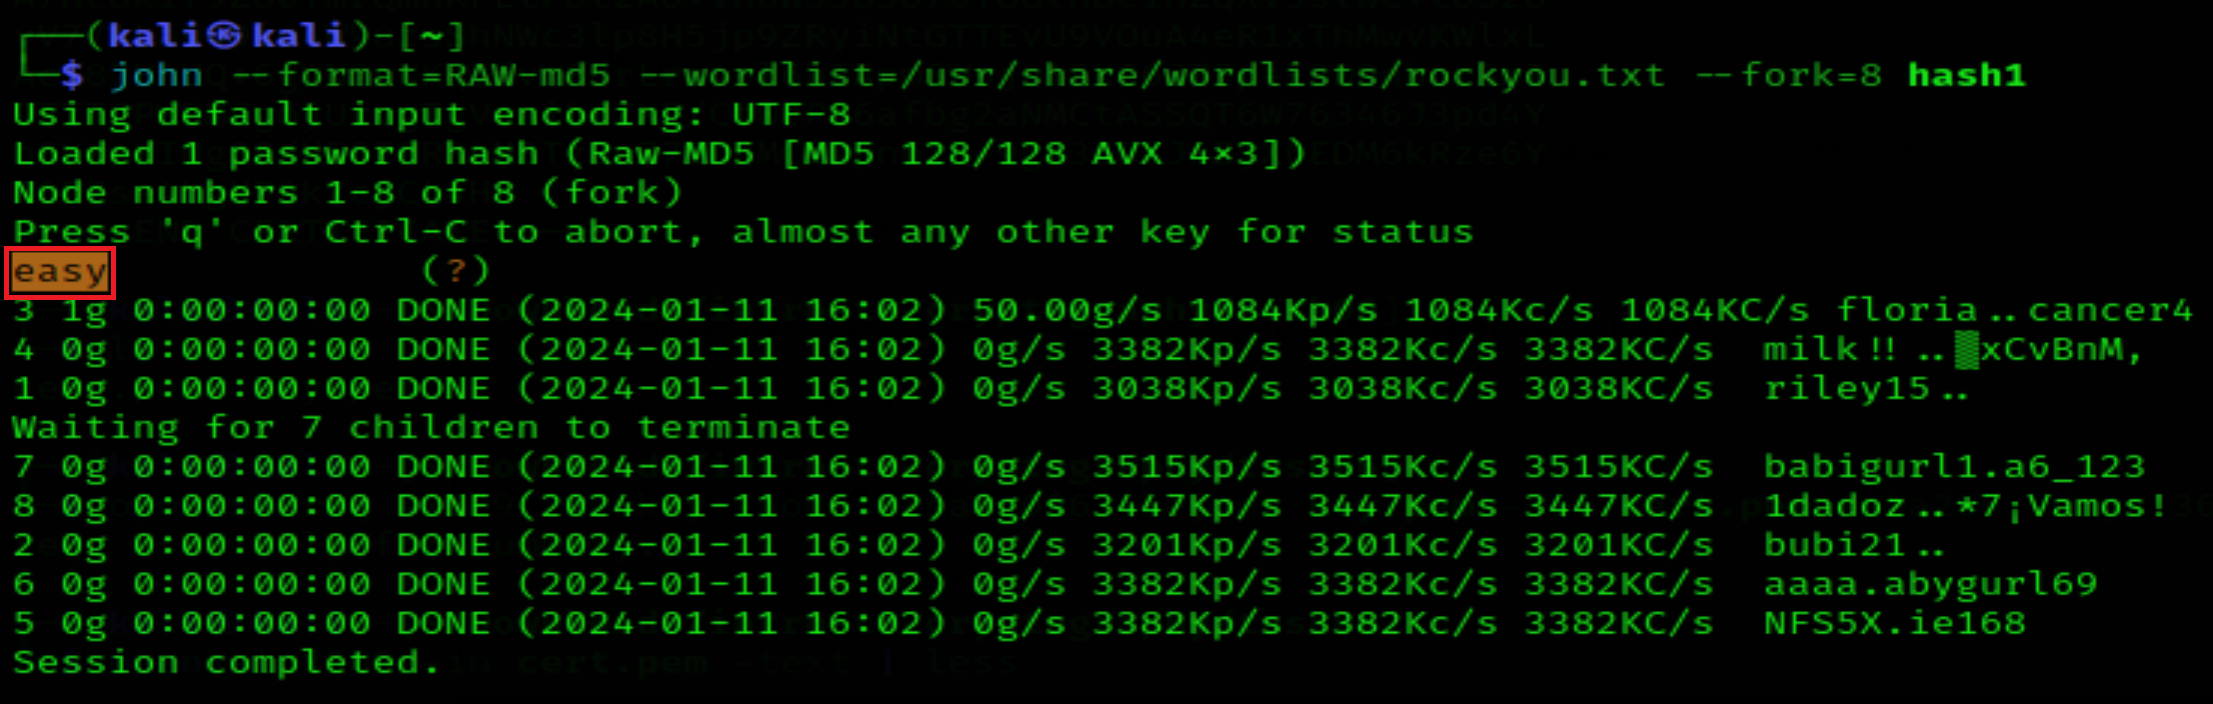 ┌──(kali㉿kali)-[~]
└─$ john --format=RAW-md5 --wordlist=/usr/share/wordlists/rockyou.txt --fork=8 hash1
Using default input encoding: UTF-8
Loaded 1 password hash (Raw-MD5 [MD5 128/128 AVX 4×3])
Node numbers 1-8 of 8 (fork)
Press 'q' or Ctrl-C to abort, almost any other key for status
easy             (?)
3 1g 0:00:00:00 DONE (2024-01-11 16:02) 50.00g/s 1084Kp/s 1084Kc/s 1084KC/s floria..cancer4
4 0g 0:00:00:00 DONE (2024-01-11 16:02) 0g/s 3382Kp/s 3382Kc/s 3382KC/s  milk!!..▒xCvBnM,
1 0g 0:00:00:00 DONE (2024-01-11 16:02) 0g/s 3038Kp/s 3038Kc/s 3038KC/s  riley15..
Waiting for 7 children to terminate
7 0g 0:00:00:00 DONE (2024-01-11 16:02) 0g/s 3515Kp/s 3515Kc/s 3515KC/s  babigurl1.a6_123
8 0g 0:00:00:00 DONE (2024-01-11 16:02) 0g/s 3447Kp/s 3447Kc/s 3447KC/s  1dadoz..*7¡Vamos!
2 0g 0:00:00:00 DONE (2024-01-11 16:02) 0g/s 3201Kp/s 3201Kc/s 3201KC/s  bubi21..
6 0g 0:00:00:00 DONE (2024-01-11 16:02) 0g/s 3382Kp/s 3382Kc/s 3382KC/s  aaaa.abygurl69
5 0g 0:00:00:00 DONE (2024-01-11 16:02) 0g/s 3382Kp/s 3382Kc/s 3382KC/s  NFS5X.ie168
Session completed.